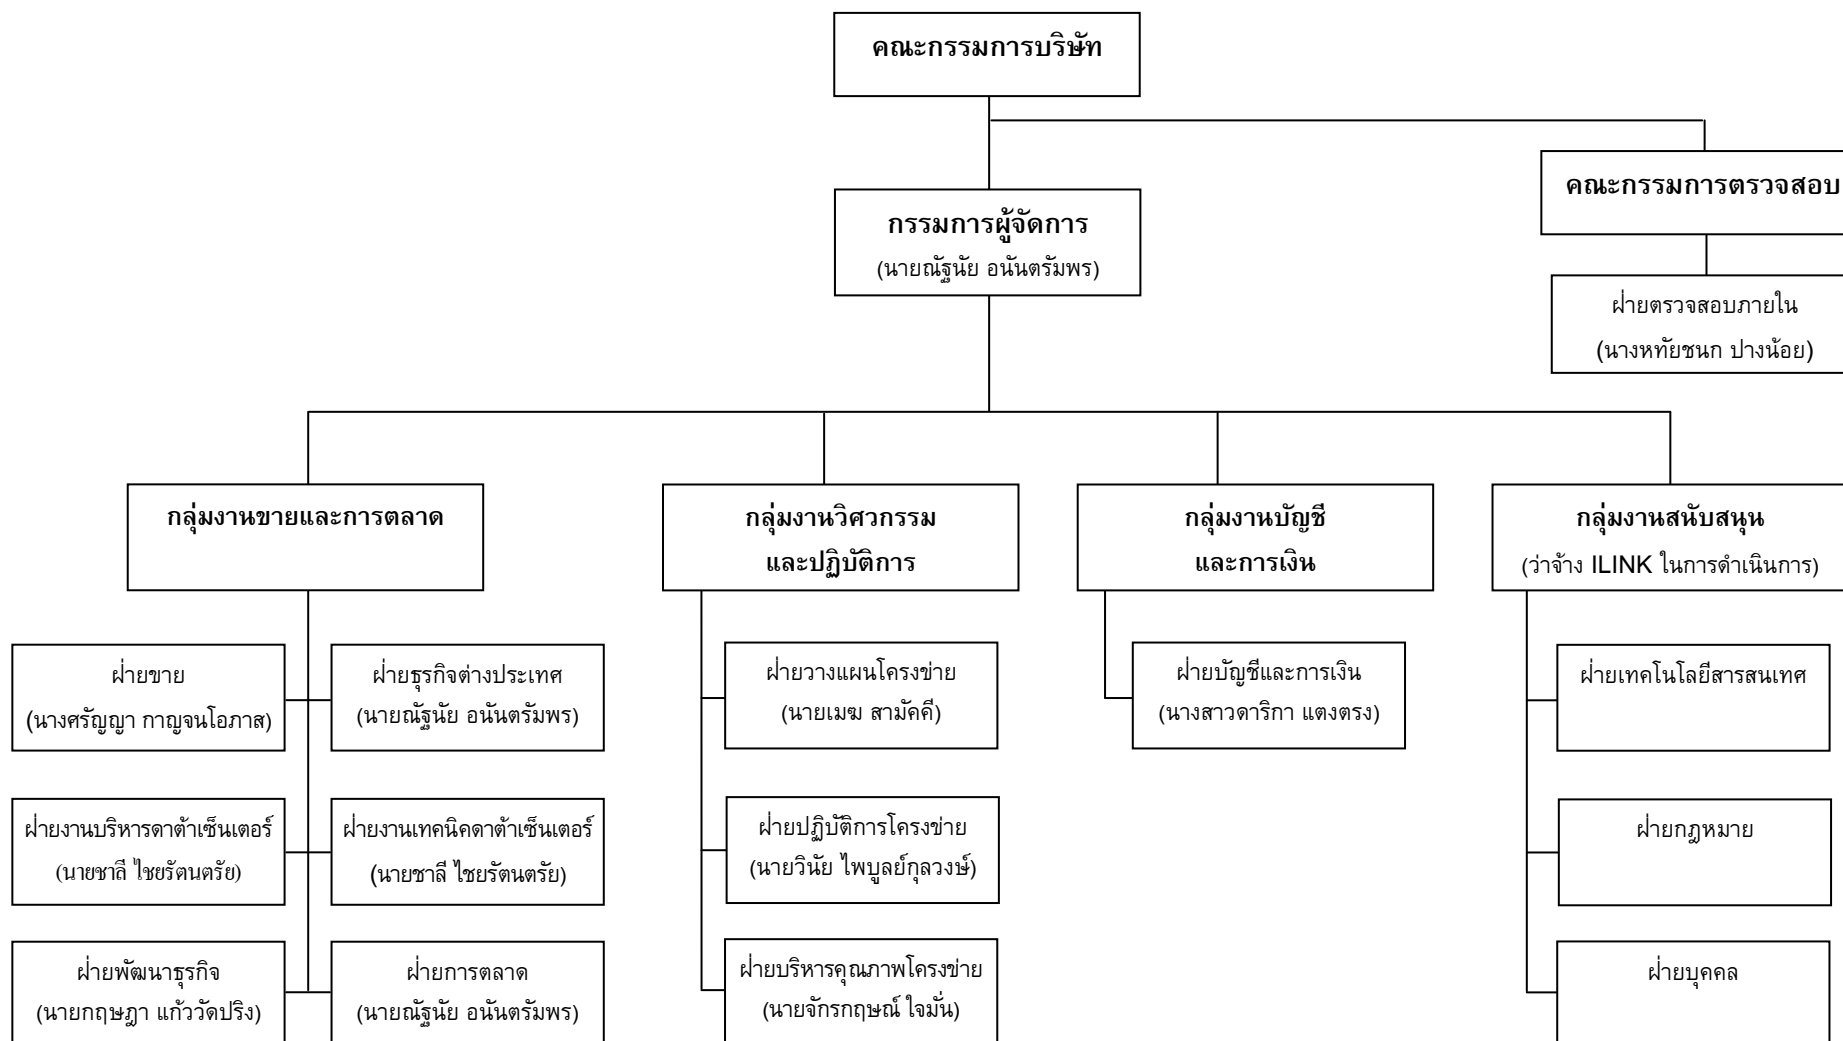 คณะกรรมการบริษัท
คณะกรรมการตรวจสอบ
กรรมการผู้จัดการ
(นายณัฐนัย อนันตรัมพร)
ฝ่ายตรวจสอบภายใน
(นางหทัยชนก ปางน้อย)
กลุ่มงานขายและการตลาด
กลุ่มงานวิศวกรรม
และปฏิบัติการ
กลุ่มงานบัญชี
และการเงิน
กลุ่มงานสนับสนุน
(ว่าจ้าง ILINK ในการดำเนินการ)
ฝ่ายขาย
(นางศรัญญา กาญจนโอภาส)
ฝ่ายธุรกิจต่างประเทศ
(นายณัฐนัย อนันตรัมพร)
ฝ่ายวางแผนโครงข่าย
(นายเมฆ สามัคคี)
ฝ่ายบัญชีและการเงิน
(นางสาวดาริกา แตงตรง)
ฝ่ายเทคโนโลยีสารสนเทศ
ฝ่ายงานบริหารดาต้าเซ็นเตอร์
(นายชาลี ไชยรัตนตรัย)
ฝ่ายงานเทคนิคดาต้าเซ็นเตอร์
(นายชาลี ไชยรัตนตรัย)
ฝ่ายปฏิบัติการโครงข่าย
(นายวินัย ไพบูลย์กุลวงษ์)
ฝ่ายกฎหมาย
ฝ่ายพัฒนาธุรกิจ
(นายกฤษฎา แก้ววัดปริง)
ฝ่ายการตลาด
(นายณัฐนัย อนันตรัมพร)
ฝ่ายบริหารคุณภาพโครงข่าย
(นายจักรกฤษณ์ ใจมั่น)
ฝ่ายบุคคล